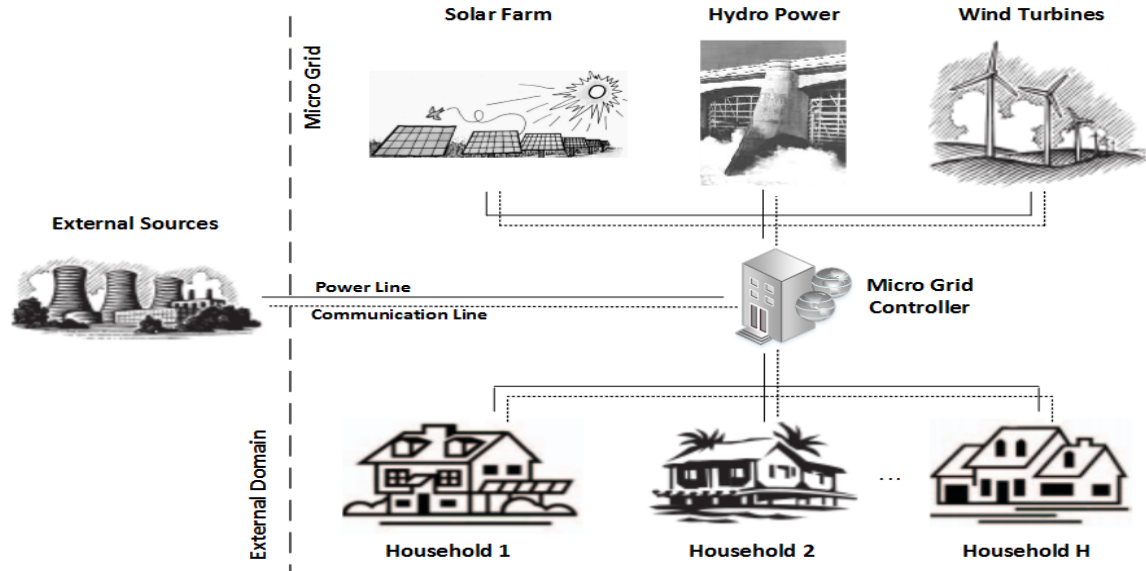 Solar Farm
Hydro Power
Wind Turbines
Micro Grid
External Sources
Power Line
Communication Line
Micro Grid
Controller
External Domain
...
Household 1
Household 2
Household H